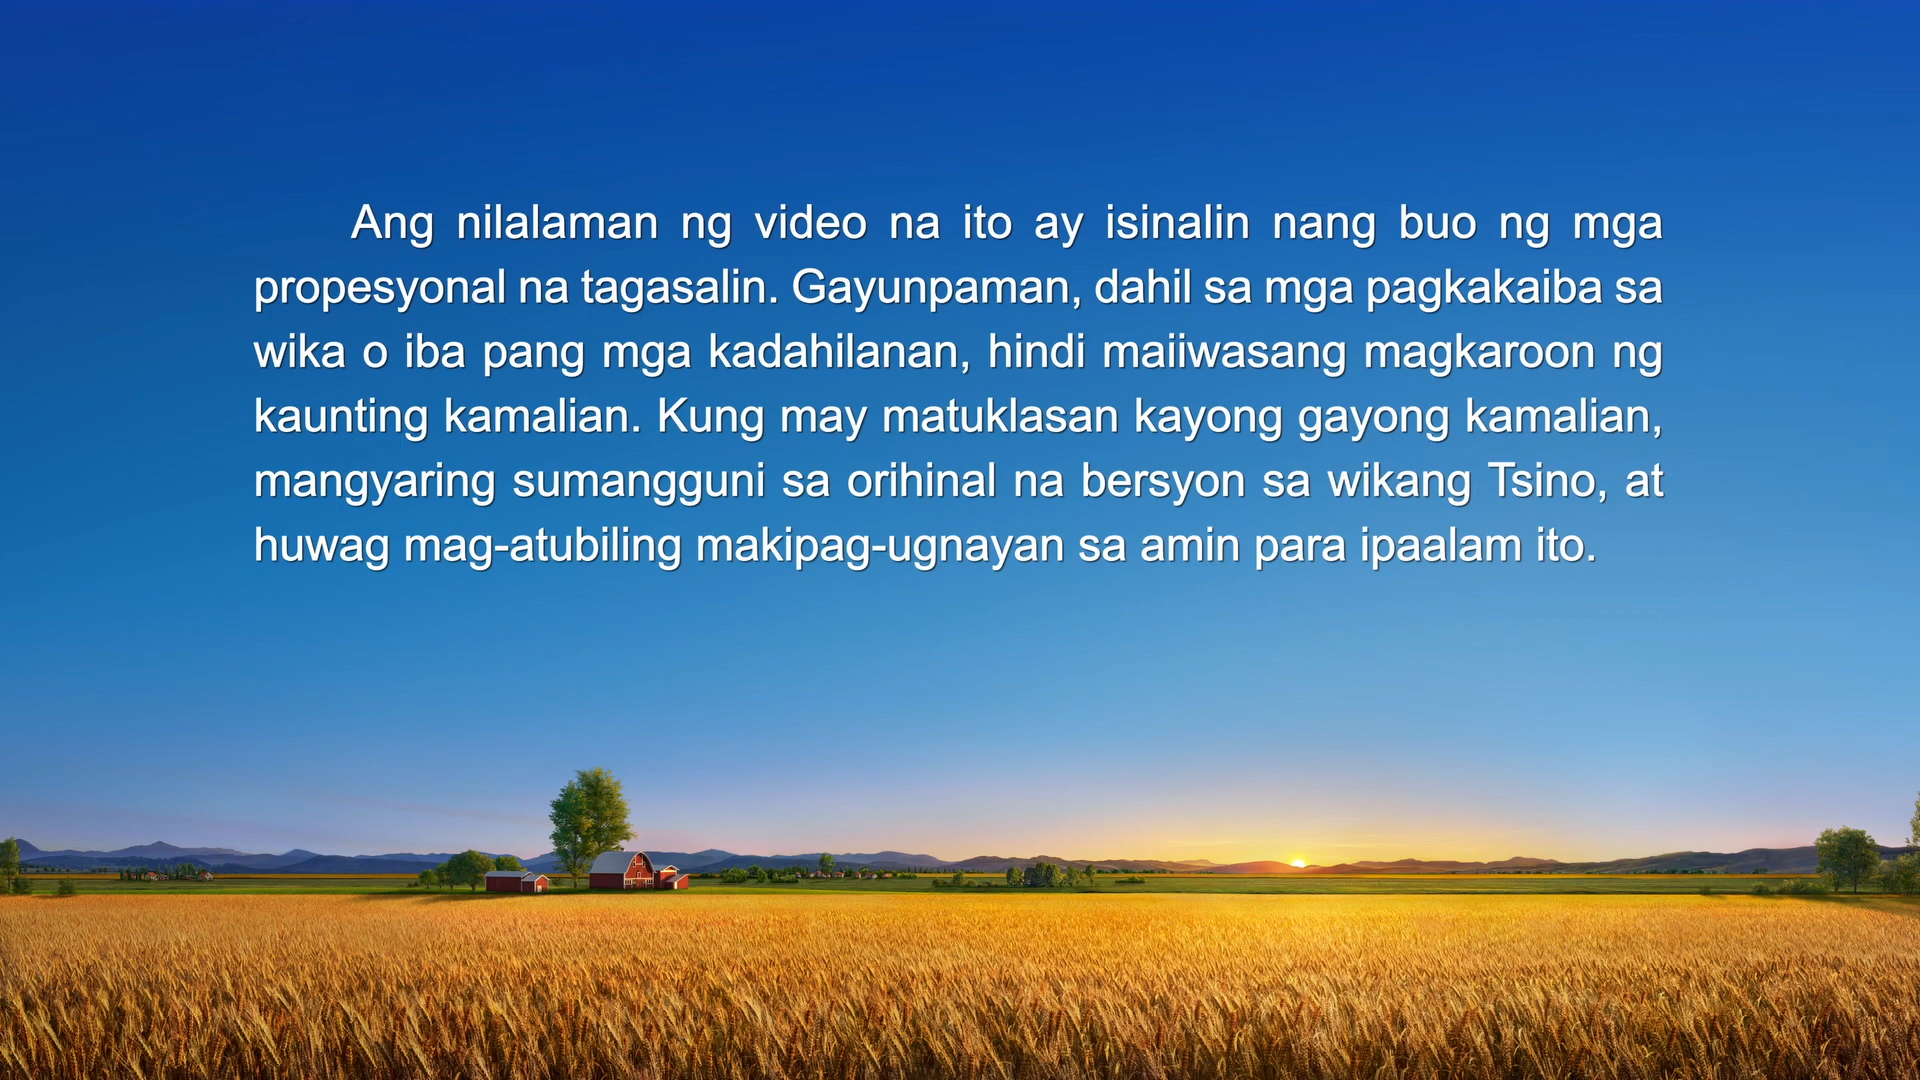 Ang nilalaman ng video na ito ay isinalin nang buo ng mga
propesyonal na tagasalin. Gayunpaman, dahil sa mga pagkakaiba sa
wika o iba pang mga kadahilanan, hindi maiiwasang magkaroon ng
kaunting kamalian. Kung may matuklasan kayong gayong kamalian,
mangyaring sumangguni sa orihinal na bersyon sa wikang Tsino, at
huwag mag-atubiling makipag-ugnayan sa amin para ipaalam ito.